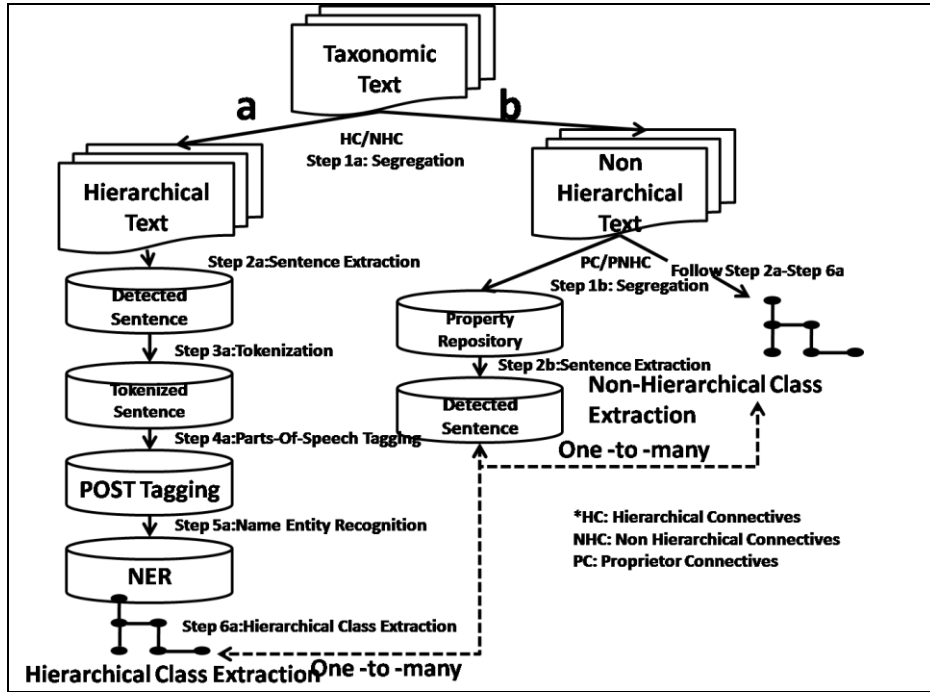 Taxonomic
Text
a
b
HC/NHC
Step 1a: Segregation
Hierarchical
Text
Non
Hierarchical
Text
Step 2a:Sentence Extraction
PC/PNHC
Step 1b: Segregation
Follow Step 2a-Step 6a
Detected
Sentence
Property
Repository
Step 3a:Tokenization
Step 2b:Sentence Extraction
Tokenized
Sentence
Detected
Sentence
Non-Hierarchical Class
Extraction
Step 4a:Parts-Of-Speech Tagging
One -to -many
POST Tagging
Step 5a:Name Entity Recognition
NER
*HC: Hierarchical Connectives
NHC: Non Hierarchical Connectives
PC: Proprietor Connectives
Step 6a:Hierarchical Class Extraction
Hierarchical Class Extraction
One -to -many